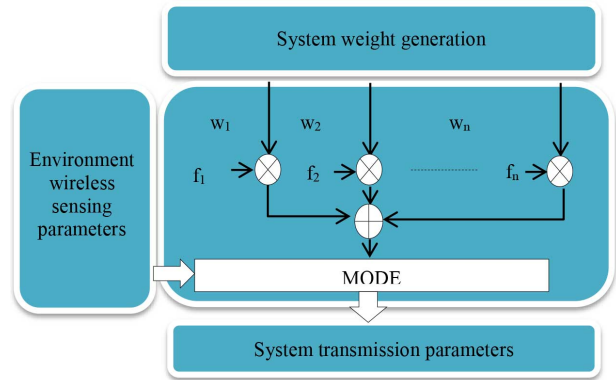 System weight generation
w1
w2
wn
Environment
wireless
sensing
parameters
f1
f2
fn
MODE
System transmission parameters